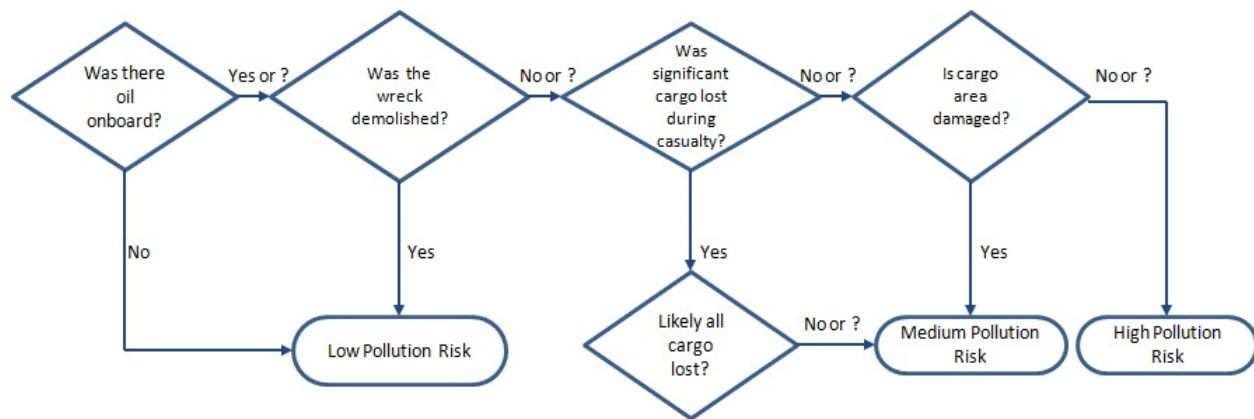 Was there
oil
onboard?
Yes or ?
Was the
wreck
demolished?
No or ?
Was
significant
cargo lost
during
casualty?
No or ?
Is cargo
area
damaged?
No or ?
No
Yes
Yes
Yes
Low Pollution Risk
Likely all
cargo
lost?
No or ?
Medium Pollution
Risk
High Pollution
Risk